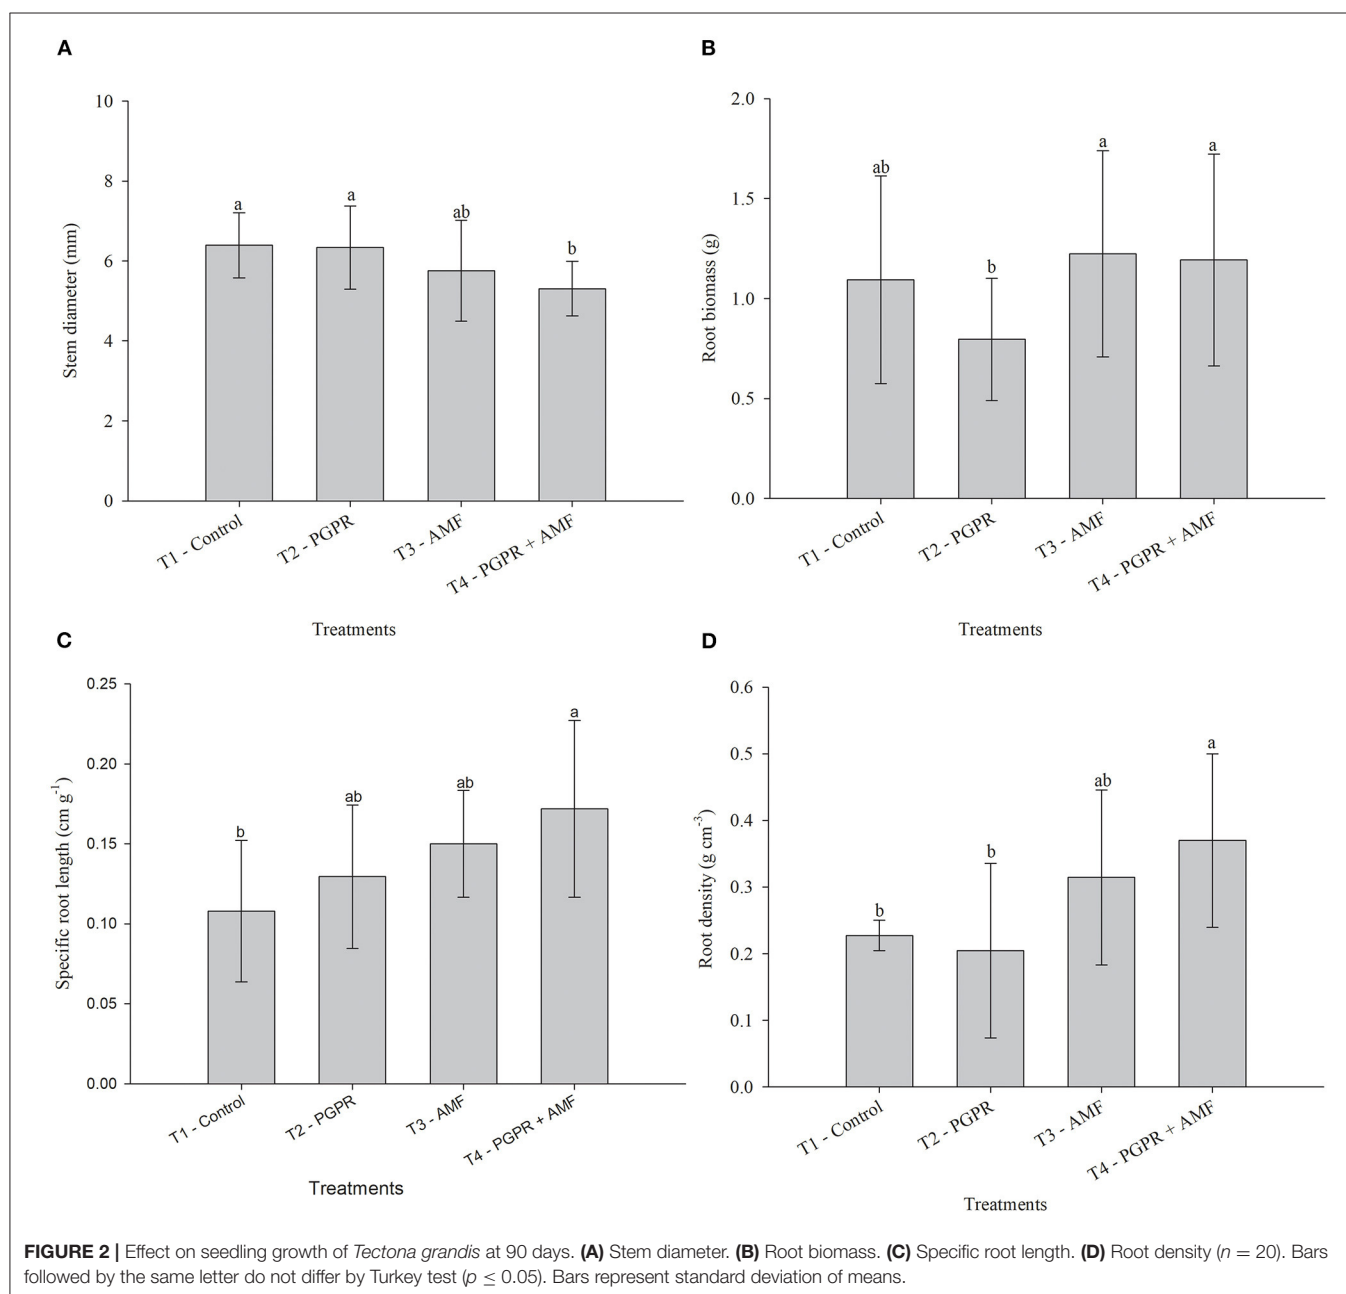 A
10
8
6
4
2
0
Stem diameter (mm)
a
a
ab
b
T1 - Control
T2 - PGPR
T3 - AMF
T4 - PGPR + AMF
Treatments
B
2.0
1.5
1.0
0.5
0.0
Root biomass (g)
ab
b
a
a
T1 - Control
T2 - PGPR
T3 - AMF
T4 - PGPR + AMF
Treatments
C
0.25
0.20
0.15
0.10
0.05
0.00
Specific root length (cm g⁻¹)
b
ab
ab
a
T1 - Control
T2 - PGPR
T3 - AMF
T4 - PGPR + AMF
Treatments
D
0.6
0.5
0.4
0.3
0.2
0.1
0.0
Root density (g cm⁻³)
b
b
ab
a
T1 - Control
T2 - PGPR
T3 - AMF
T4 - PGPR + AMF
Treatments
FIGURE 2 | Effect on seedling growth of Tectona grandis at 90 days. (A) Stem diameter. (B) Root biomass. (C) Specific root length. (D) Root density (n = 20). Bars
followed by the same letter do not differ by Turkey test (p ≤ 0.05). Bars represent standard deviation of means.